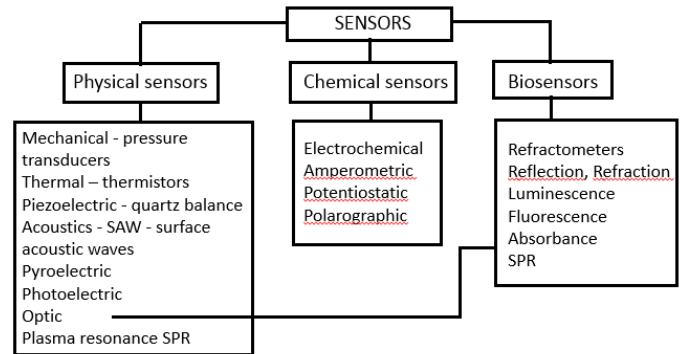 SENSORS
Physical sensors
Chemical sensors
Biosensors
Mechanical - pressure
transducers
Thermal – thermistors
Piezoelectric - quartz balance
Acoustics - SAW - surface
acoustic waves
Pyroelectric
Photoelectric
Optic
Plasma resonance SPR
Electrochemical
Amperometric
Potentiostatic
Polarographic
Refractometers
Reflection, Refraction
Luminescence
Fluorescence
Absorbance
SPR